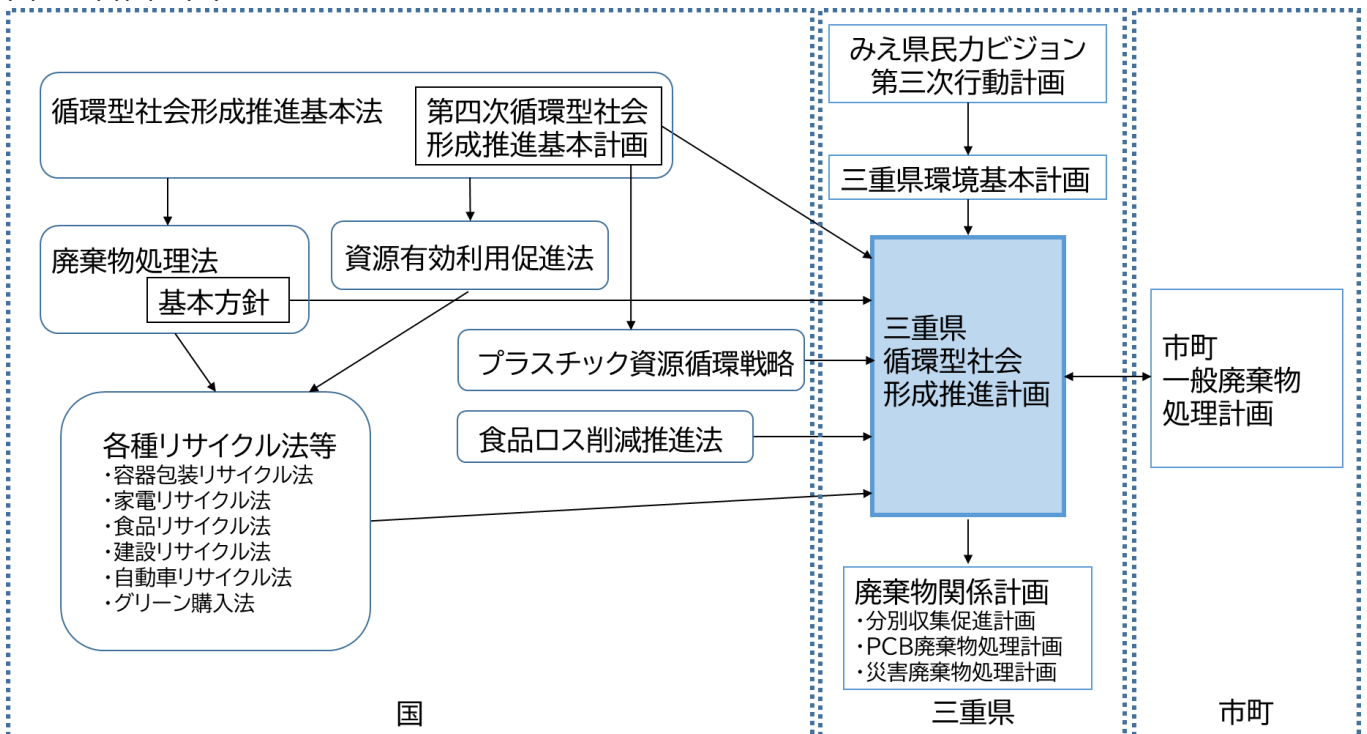 循環型社会形成推進基本法
第四次循環型社会
形成推進基本計画
廃棄物処理法
基本方針
資源有効利用促進法
プラスチック資源循環戦略
食品ロス削減推進法
各種リサイクル法等
・容器包装リサイクル法
・家電リサイクル法
・食品リサイクル法
・建設リサイクル法
・自動車リサイクル法
・グリーン購入法
国
みえ県民力ビジョン
第三次行動計画
三重県環境基本計画
三重県
循環型社会
形成推進計画
廃棄物関係計画
・分別収集促進計画
・PCB廃棄物処理計画
・災害廃棄物処理計画
三重県
市町
一般廃棄物
処理計画
市町